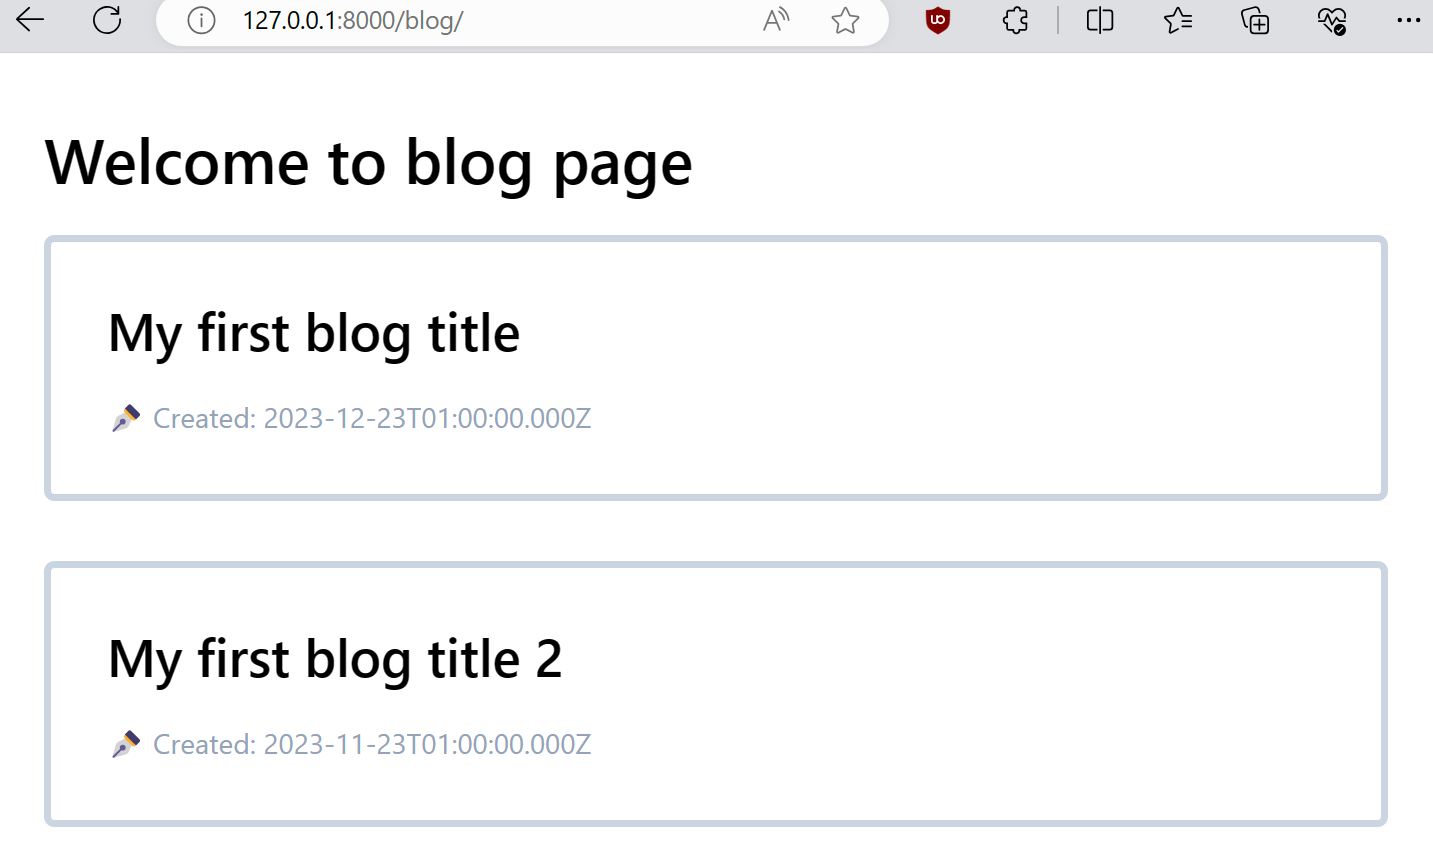 127.0.0.1:8000/blog/
Welcome to blog page
My first blog title
Created: 2023-12-23T01:00:00.000Z
My first blog title 2
Created: 2023-11-23T01:00:00.000Z